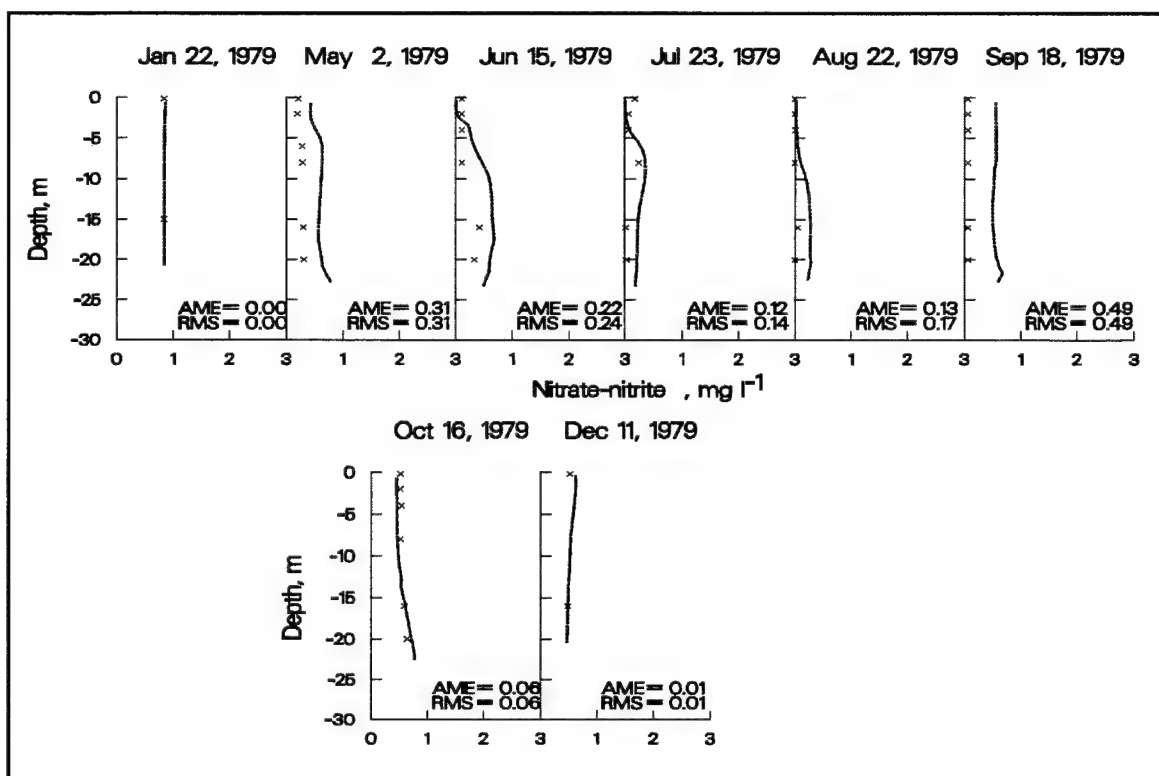 Jan 22, 1979 May 2, 1979 Jun 15, 1979 Jul 23, 1979 Aug 22, 1979 Sep 18, 1979
0
-5
-10
-15
-20
-25
-30
Depth, m
AME= 0.00 AME= 0.31 AME= 0.22 AME= 0.12 AME= 0.13 AME= 0.49
RMS= 0.00 RMS= 0.31 RMS= 0.24 RMS= 0.14 RMS= 0.17 RMS= 0.49
0 1 2 3 1 2 3 1 2 3 1 2 3 1 2 3 1 2 3
Nitrate-nitrite , mg l⁻¹
Oct 16, 1979 Dec 11, 1979
0
-5
-10
-15
-20
-25
-30
Depth, m
AME= 0.06 AME= 0.01
RMS= 0.06 RMS= 0.01
0 1 2 3 1 2 3